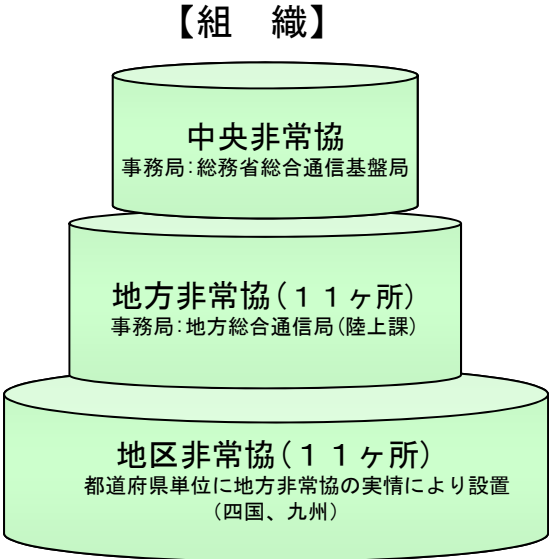 【組　織】
中央非常協
事務局:総務省総合通信基盤局
地方非常協(１１ヶ所)
事務局:地方総合通信局(陸上課)
地区非常協(１１ヶ所)
都道府県単位に地方非常協の実情により設置
(四国、九州)